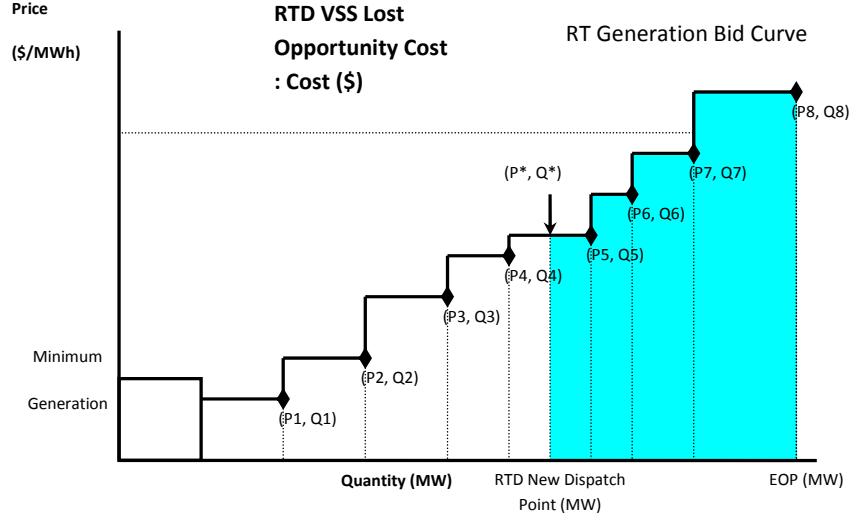 Price
($/MWh)
RTD VSS Lost
Opportunity Cost
: Cost ($)
RT Generation Bid Curve
(P8, Q8)
(P7, Q7)
(P*, Q*)
(P6, Q6)
(P5, Q5)
(P4, Q4)
(P3, Q3)
(P2, Q2)
(P1, Q1)
Minimum
Generation
Quantity (MW)
RTD New Dispatch
Point (MW)
EOP (MW)